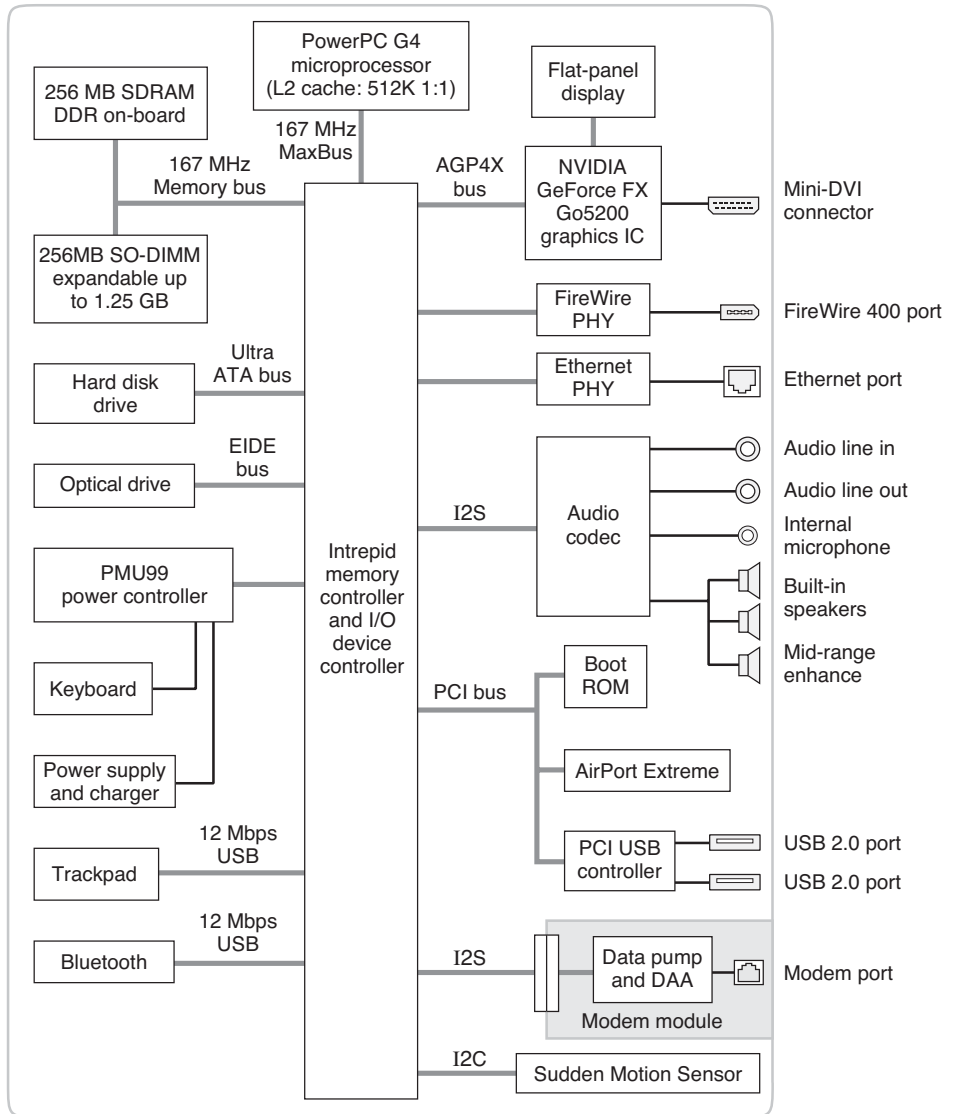 PowerPC G4
microprocessor
(L2 cache: 512K 1:1)
256 MB SDRAM
DDR on-board
Flat-panel
display
167 MHz
MaxBus
167 MHz
Memory bus
AGP4X
bus
NVIDIA
GeForce FX
Go5200
graphics IC
Mini-DVI
connector
256MB SO-DIMM
expandable up
to 1.25 GB
FireWire
PHY
FireWire 400 port
Ultra
ATA bus
Hard disk
drive
Ethernet
PHY
Ethernet port
EIDE
bus
Optical drive
I2S
Audio
codec
Audio line in
Audio line out
Internal
microphone
Built-in
speakers
Mid-range
enhance
Intrepid
memory
controller
and I/O
device
controller
PMU99
power controller
Keyboard
Power supply
and charger
PCI bus
Boot
ROM
AirPort Extreme
PCI USB
controller
USB 2.0 port
USB 2.0 port
12 Mbps
USB
Trackpad
12 Mbps
USB
Bluetooth
I2S
Data pump
and DAA
Modem module
Modem port
I2C
Sudden Motion Sensor